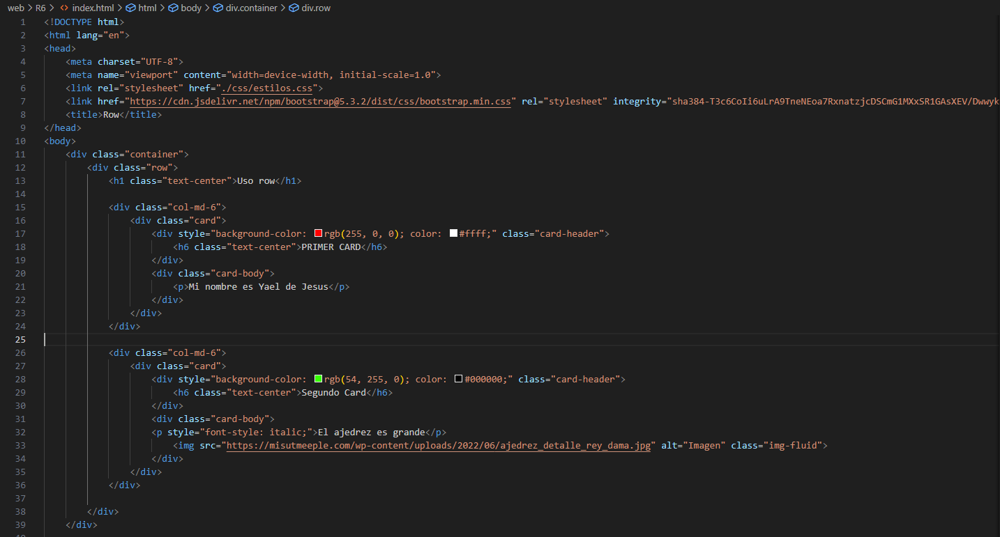 web > R6 > index.html > html > body > div.container > div.row
1 <!DOCTYPE html>
2 <html lang="en">
3 <head>
4 <meta charset="UTF-8">
5 <meta name="viewport" content="width=device-width, initial-scale=1.0">
6 <link rel="stylesheet" href="./css/estilos.css">
7 <link href="https://cdn.jsdelivr.net/npm/bootstrap@5.3.2/dist/css/bootstrap.min.css" rel="stylesheet" integrity="sha384-T3c6CoIi6uLrA9TneNEoa7RxnatzjcDSCmG1MXxSR1GAsXEV/Dwwyk
8 <title>Row</title>
9 </head>
10 <body>
11 <div class="container">
12 <div class="row">
13 <h1 class="text-center">Uso row</h1>
14
15 <div class="col-md-6">
16 <div class="card">
17 <div style="background-color: rgb(255, 0, 0); color: #ffff;" class="card-header">
18 <h6 class="text-center">PRIMER CARD</h6>
19 </div>
20 <div class="card-body">
21 <p>Mi nombre es Yael de Jesus</p>
22 </div>
23 </div>
24 </div>
25
26 <div class="col-md-6">
27 <div class="card">
28 <div style="background-color: rgb(54, 255, 0); color: #000000;" class="card-header">
29 <h6 class="text-center">Segundo Card</h6>
30 </div>
31 <div class="card-body">
32 <p style="font-style: italic;">El ajedrez es grande</p>
33 <img src="https://misutmeeple.com/wp-content/uploads/2022/06/ajedrez_detalle_rey_dama.jpg" alt="Imagen" class="img-fluid">
34 </div>
35 </div>
36 </div>
37
38 </div>
39 </div>